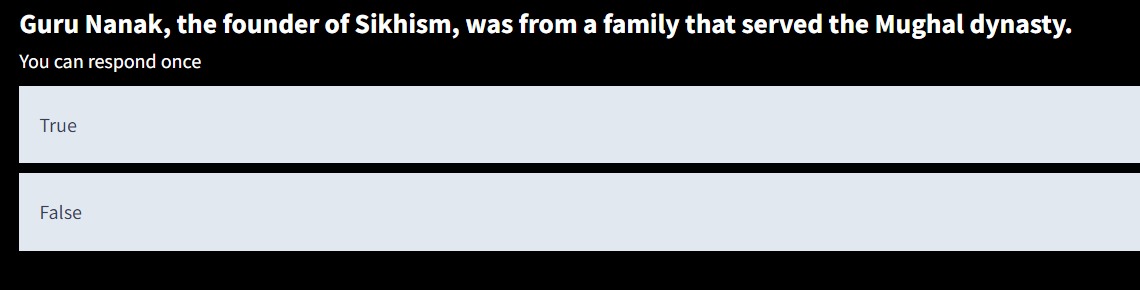 Guru Nanak, the founder of Sikhism, was from a family that served the Mughal dynasty.
You can respond once
True
False